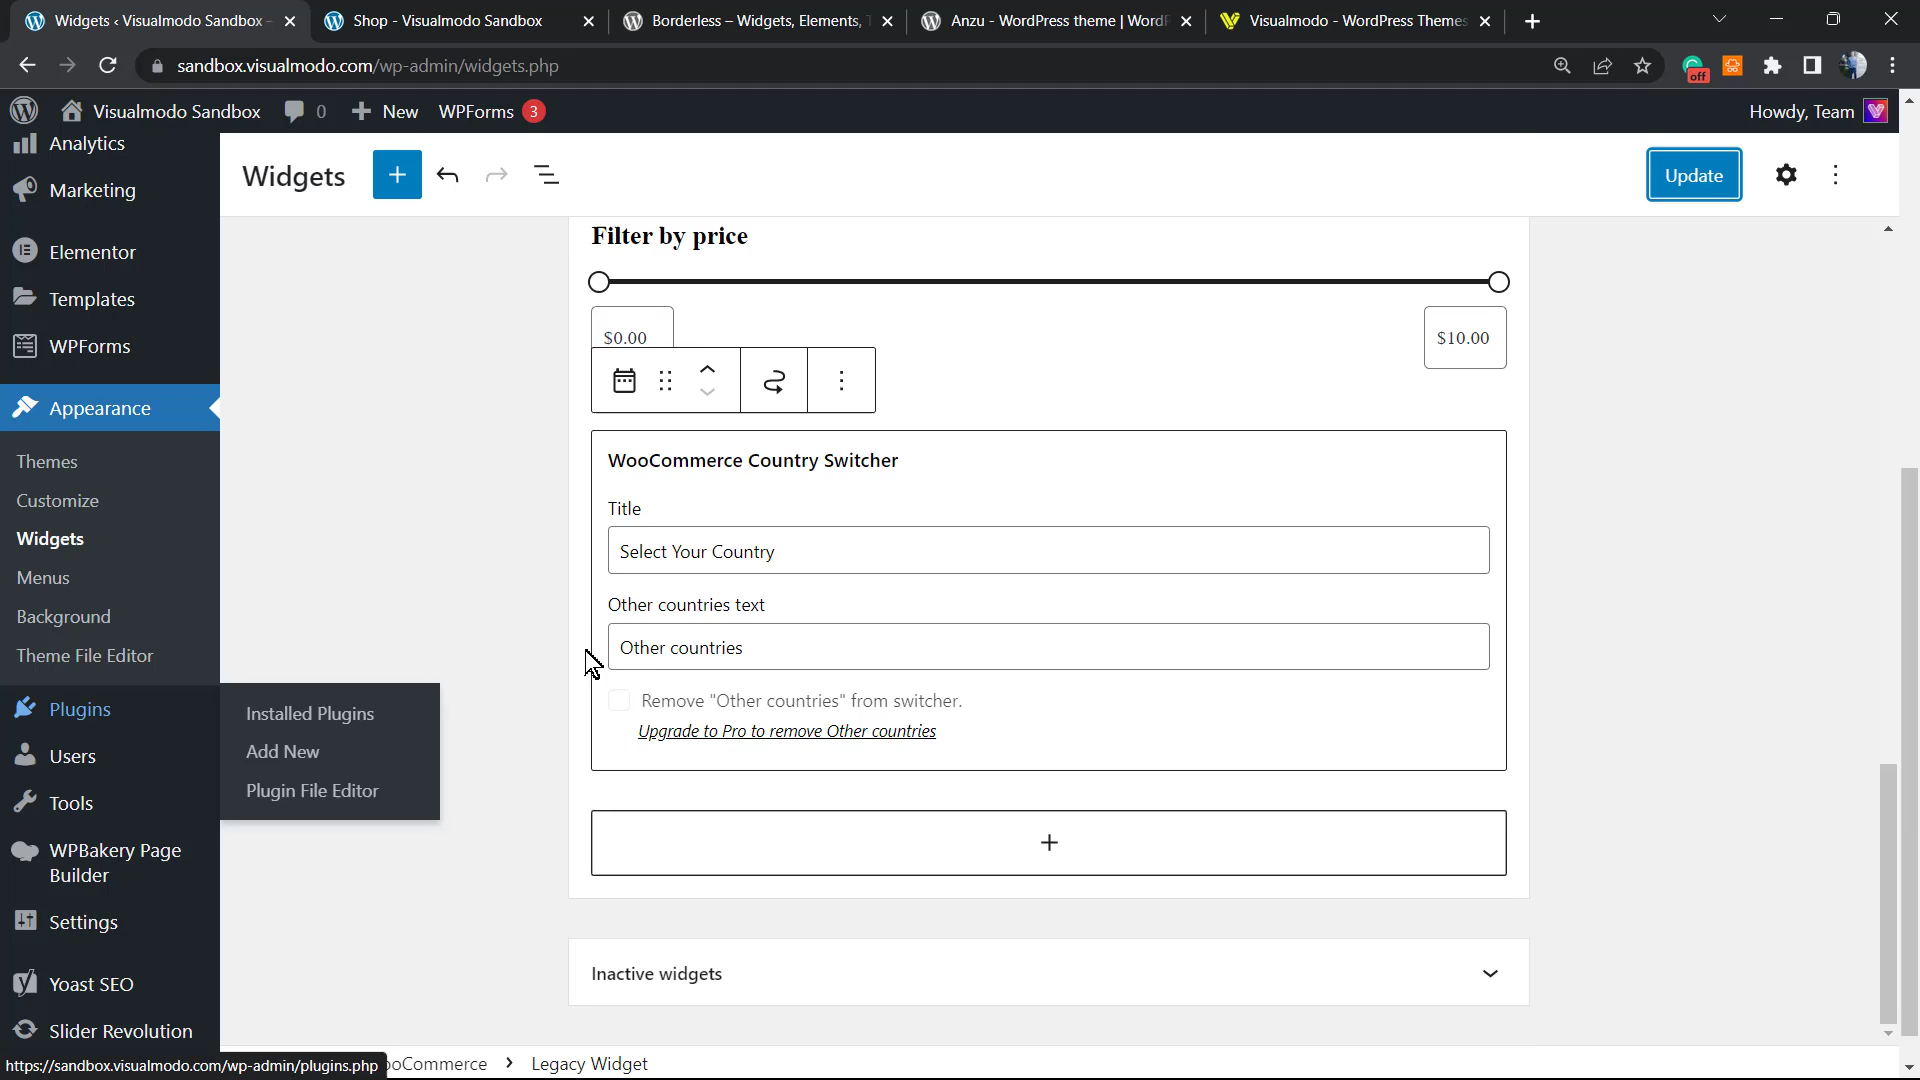 Widgets ‹ Visualmodo Sandbox –
Shop - Visualmodo Sandbox
Borderless – Widgets, Elements, T
Anzu - WordPress theme | WordP
Visualmodo - WordPress Themes
sandbox.visualmodo.com/wp-admin/widgets.php
off
Visualmodo Sandbox
0
New
WPForms 3
Howdy, Team
Analytics
Marketing
Elementor
Templates
WPForms
Appearance
Themes
Customize
Widgets
Menus
Background
Theme File Editor
Plugins
Users
Tools
WPBakery Page
Builder
Settings
Yoast SEO
Slider Revolution
Installed Plugins
Add New
Plugin File Editor
Widgets
Update
Filter by price
$0.00
$10.00
WooCommerce Country Switcher
Title
Select Your Country
Other countries text
Other countries
Remove "Other countries" from switcher.
Upgrade to Pro to remove Other countries
Inactive widgets
https://sandbox.visualmodo.com/wp-admin/plugins.php
ooCommerce > Legacy Widget